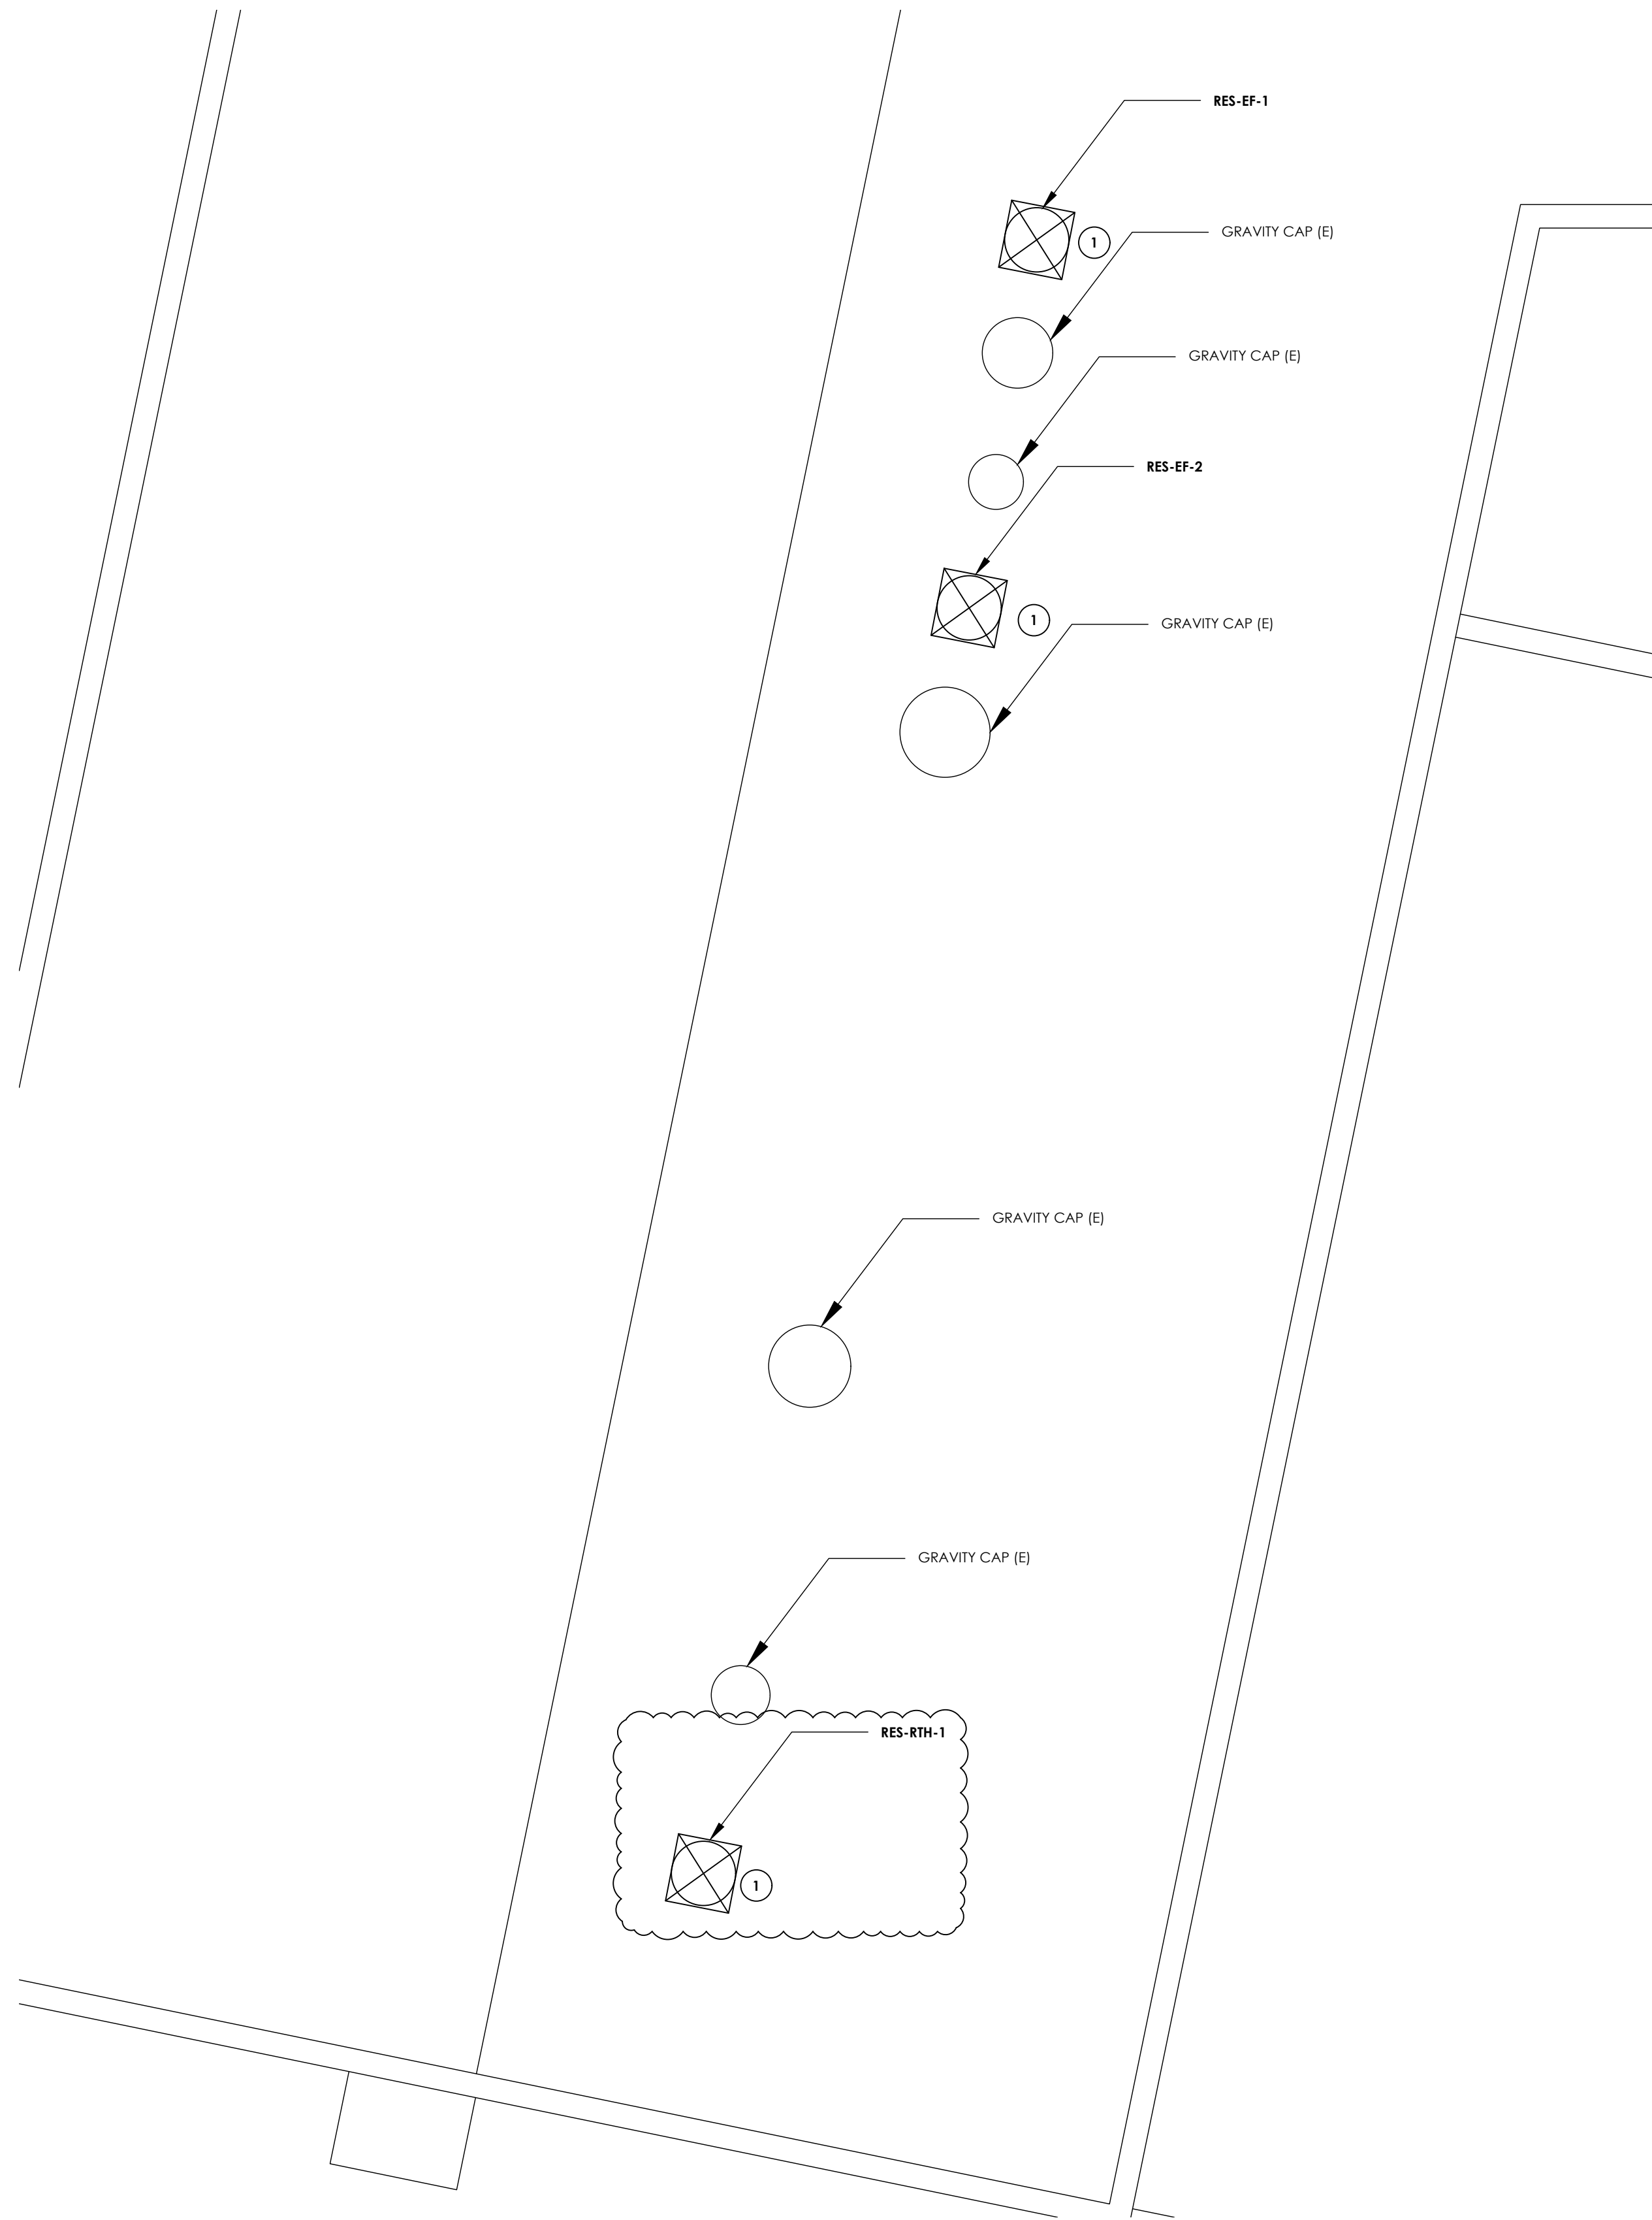 RES-EF-1
1
GRAVITY CAP (E)
GRAVITY CAP (E)
RES-EF-2
1
GRAVITY CAP (E)
GRAVITY CAP (E)
GRAVITY CAP (E)
RES-RTH-1
1